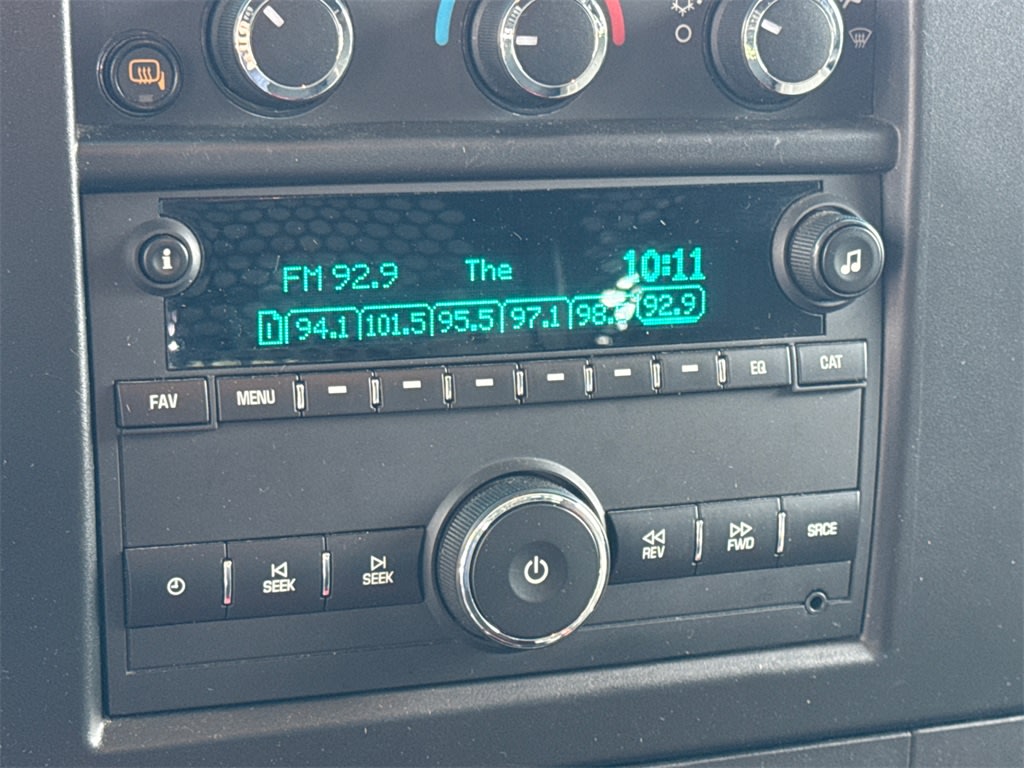 FM 92.9 The 10:11
1 94.1 101.5 95.5 97.1 92.9
FAV MENU EQ CAT
SEEK SEEK REV FWD SRCE